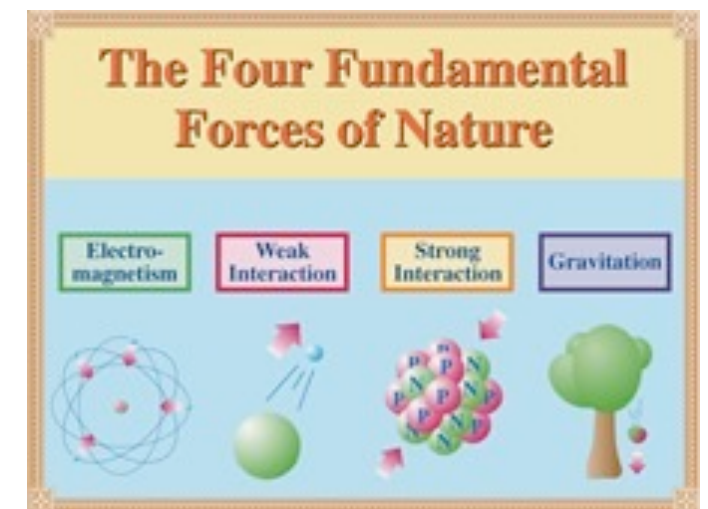 The Four Fundamental
Forces of Nature
Electro-
magnetism
Weak
Interaction
Strong
Interaction
Gravitation
P
N
P
P
N
P
N
P
P
N
N
P
N